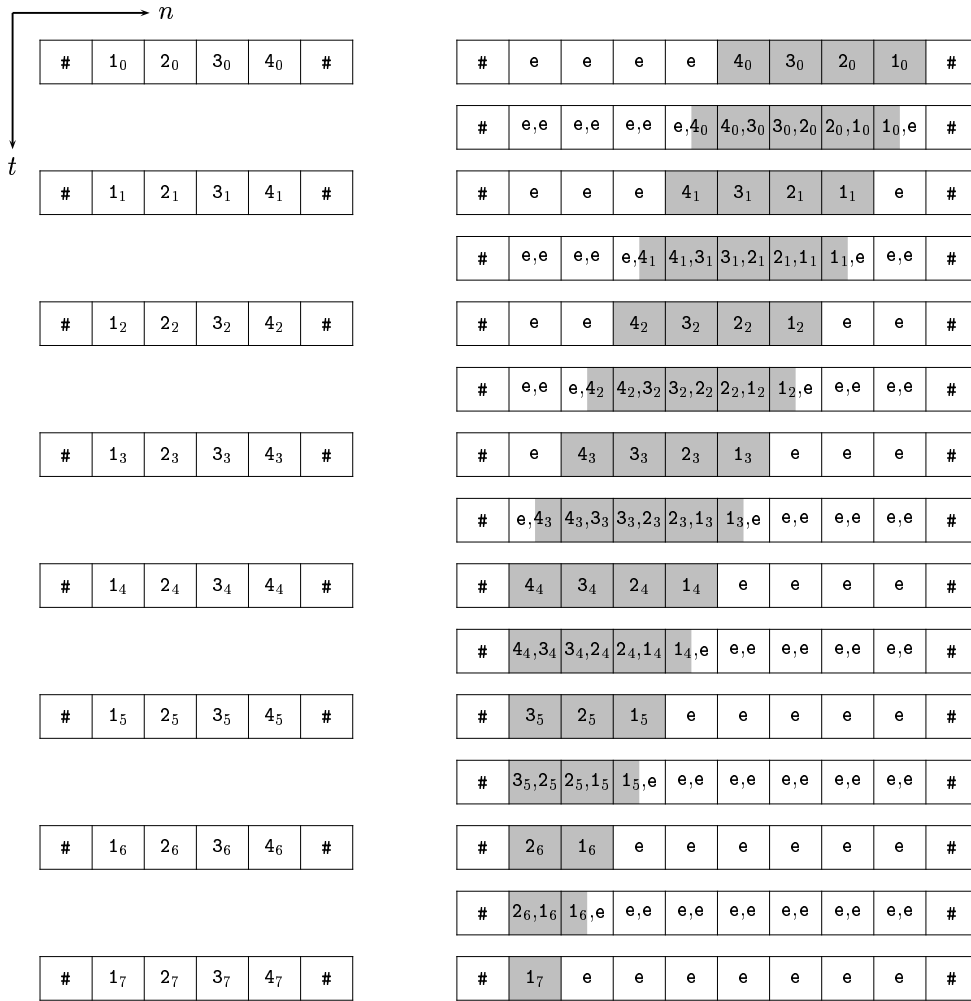 n
# 1₀ 2₀ 3₀ 4₀ # # e e e e 4₀ 3₀ 2₀ 1₀ #
# e,e e,e e,e e,4₀ 4₀,3₀ 3₀,2₀ 2₀,1₀ 1₀,e #
t
# 1₁ 2₁ 3₁ 4₁ # # e e e 4₁ 3₁ 2₁ 1₁ e #
# e,e e,e e,4₁ 4₁,3₁ 3₁,2₁ 2₁,1₁ 1₁,e e,e #
# 1₂ 2₂ 3₂ 4₂ # # e e 4₂ 3₂ 2₂ 1₂ e e #
# e,e e,4₂ 4₂,3₂ 3₂,2₂ 2₂,1₂ 1₂,e e,e e,e #
# 1₃ 2₃ 3₃ 4₃ # # e 4₃ 3₃ 2₃ 1₃ e e e #
# e,4₃ 4₃,3₃ 3₃,2₃ 2₃,1₃ 1₃,e e,e e,e e,e #
# 1₄ 2₄ 3₄ 4₄ # # 4₄ 3₄ 2₄ 1₄ e e e e #
# 4₄,3₄ 3₄,2₄ 2₄,1₄ 1₄,e e,e e,e e,e e,e #
# 1₅ 2₅ 3₅ 4₅ # # 3₅ 2₅ 1₅ e e e e e #
# 3₅,2₅ 2₅,1₅ 1₅,e e,e e,e e,e e,e e,e #
# 1₆ 2₆ 3₆ 4₆ # # 2₆ 1₆ e e e e e e #
# 2₆,1₆ 1₆,e e,e e,e e,e e,e e,e e,e #
# 1₇ 2₇ 3₇ 4₇ # # 1₇ e e e e e e e #